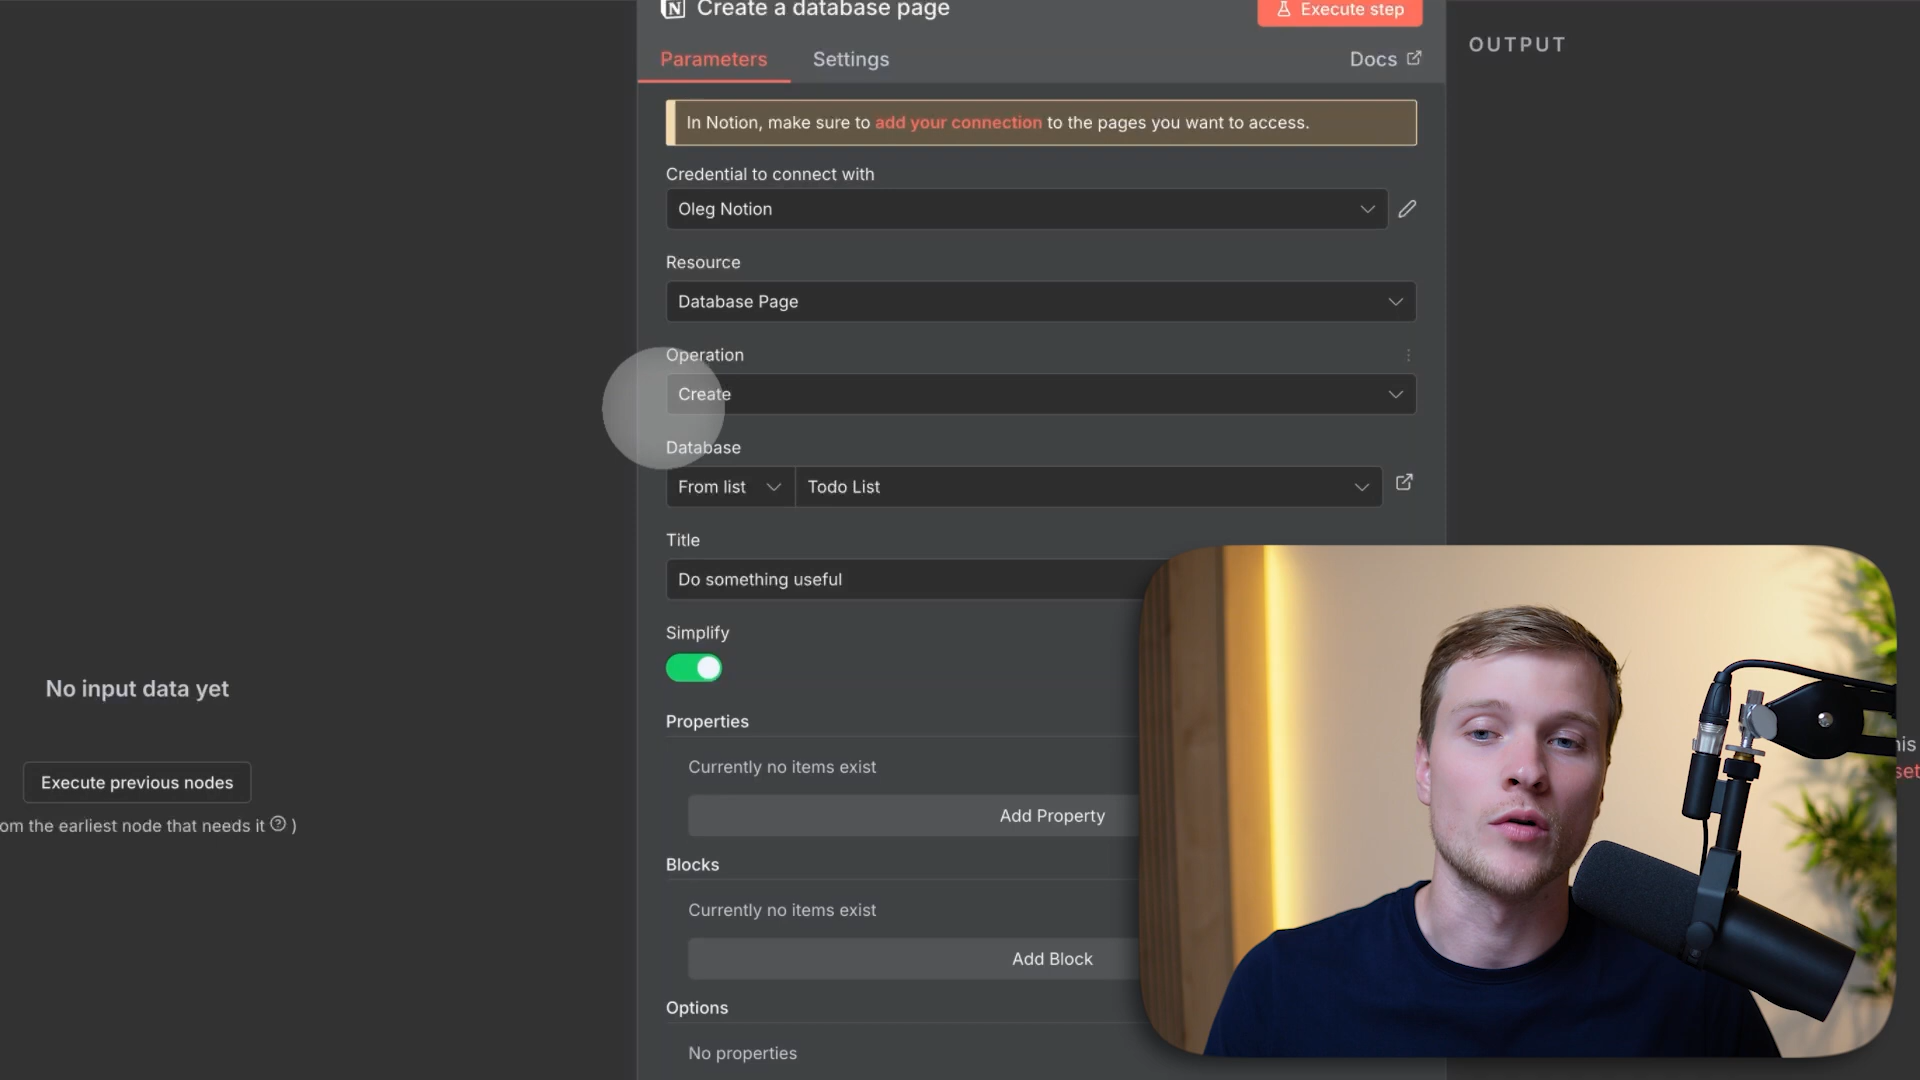 Create a database page
Execute step
OUTPUT
Parameters
Settings
Docs
In Notion, make sure to add your connection to the pages you want to access.
Credential to connect with
Oleg Notion
Resource
Database Page
Operation
Create
Database
From list
Todo List
Title
Do something useful
Simplify
No input data yet
Properties
Currently no items exist
Execute previous nodes
Add Property
om the earliest node that needs it ? )
Blocks
Currently no items exist
Add Block
Options
No properties